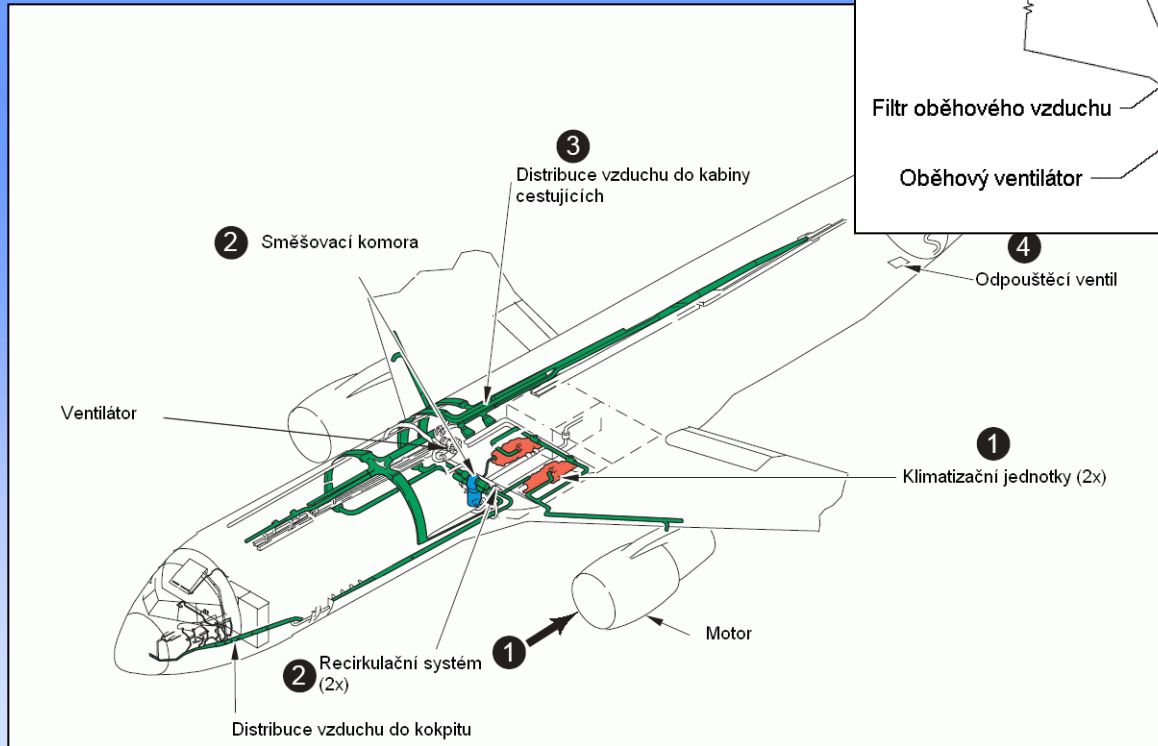 Filtr oběhového vzduchu
Oběhový ventilátor
3
Distribuce vzduchu do kabiny
cestujících
2 Směšovací komora
4
Odpouštěcí ventil
Ventilátor
1
Klimatizační jednotky (2x)
1
Motor
2 Recirkulační systém
(2x)
Distribuce vzduchu do kokpitu